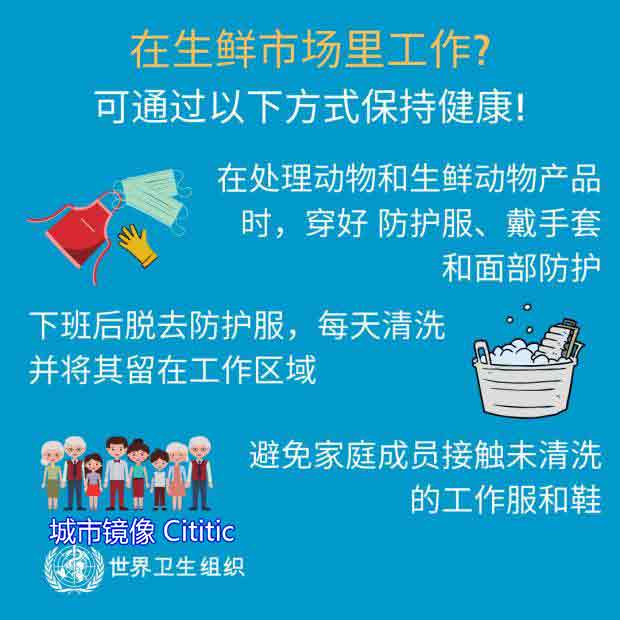 在生鲜市场里工作?
可通过以下方式保持健康!
在处理动物和生鲜动物产品
时，穿好 防护服、戴手套
和面部防护
下班后脱去防护服，每天清洗
并将其留在工作区域
避免家庭成员接触未清洗
的工作服和鞋
城市镜像 Cititic
世界卫生组织